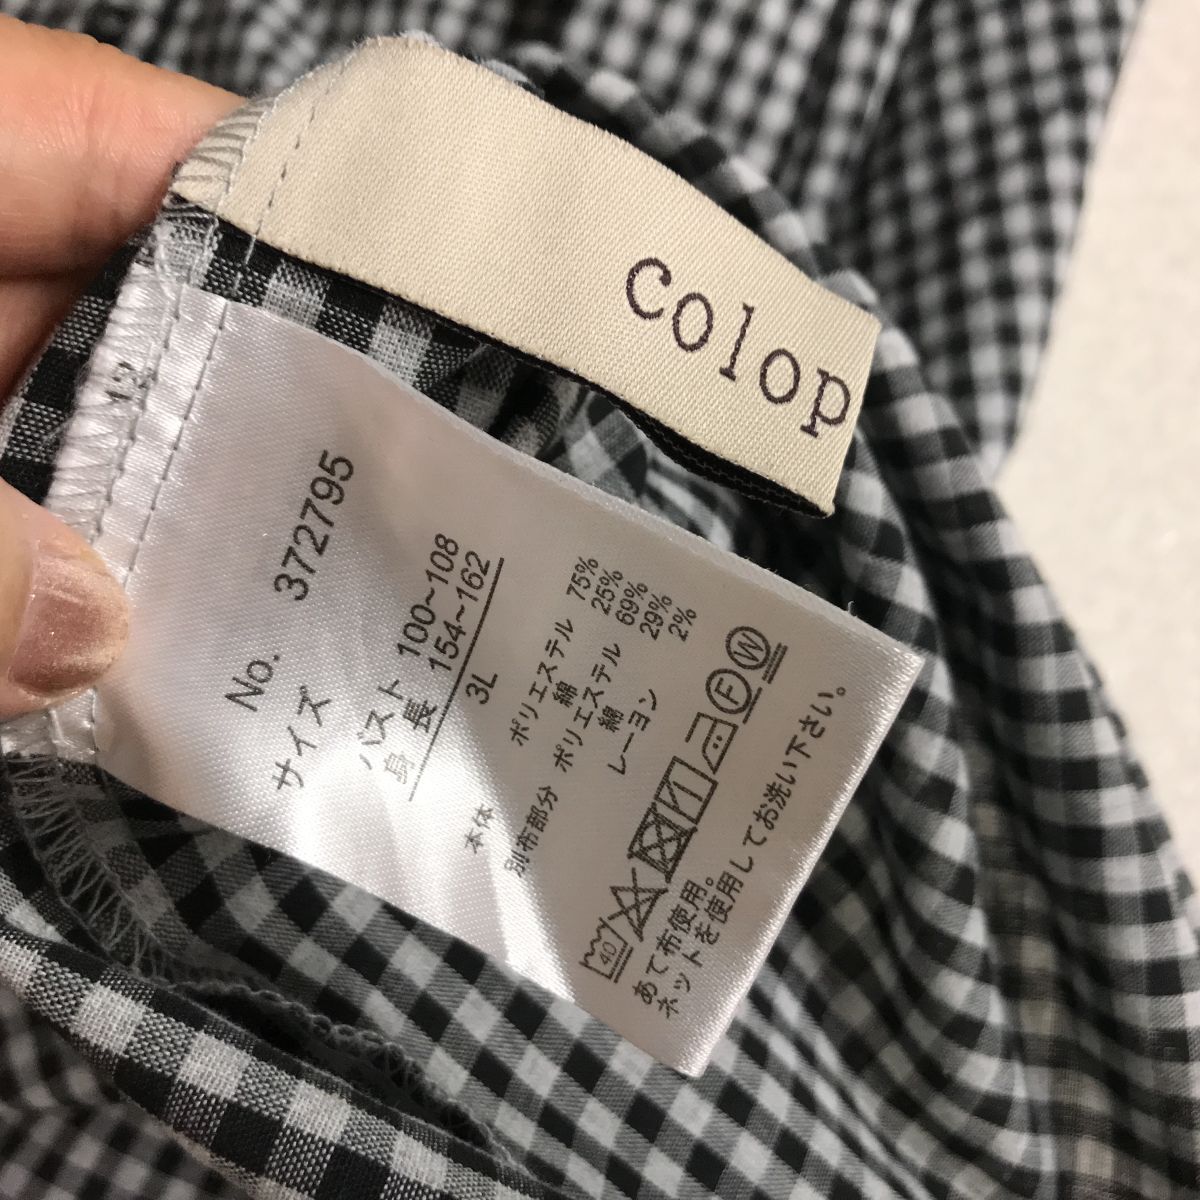 colop
12
No. 372795
サイズ
バスト 100~108
身 長 154~162
3L
本体 ポリエステル 75%
綿 25%
別布部分 ポリエステル 69%
綿 29%
レーヨン 2%
40 F W
あて布使用。
ネットを使用してお洗い下さい。